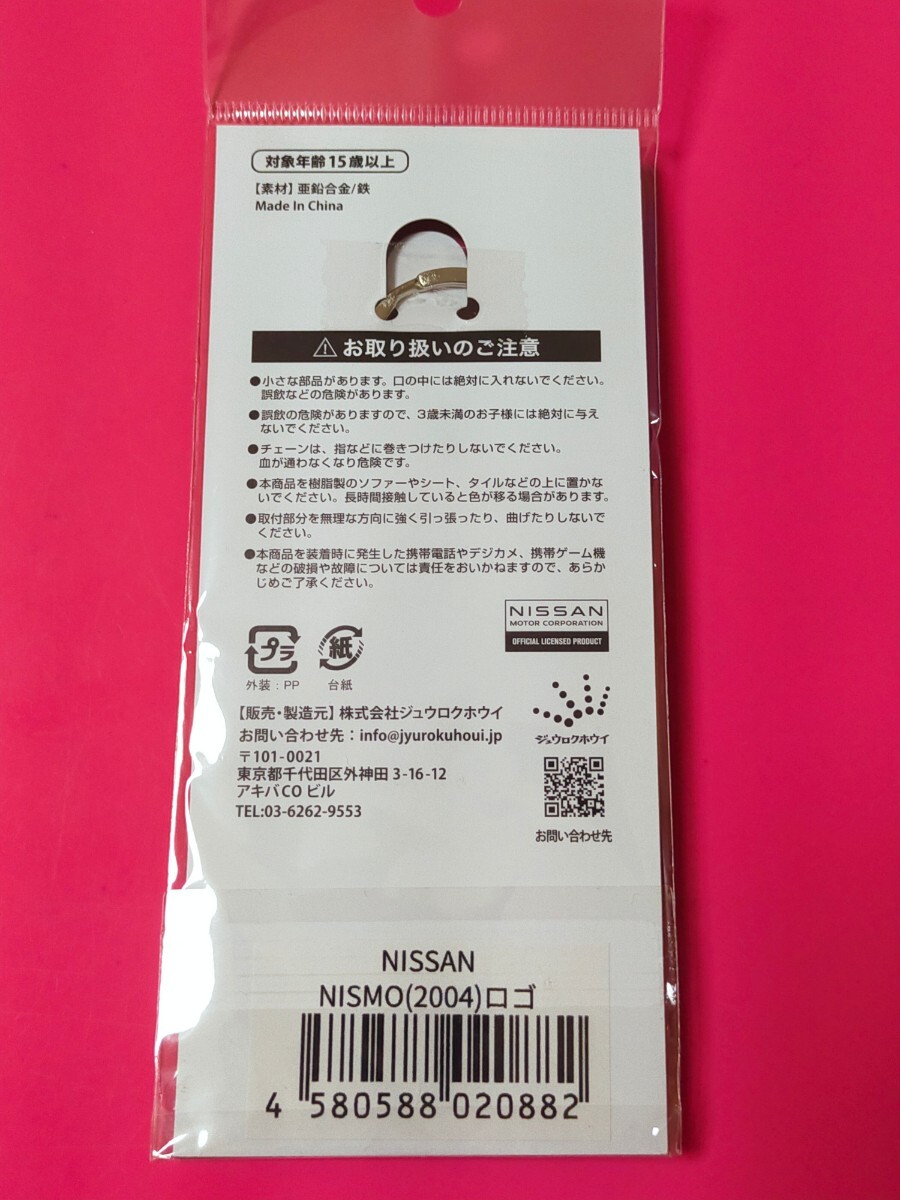 対象年齢15歳以上
【素材】亜鉛合金/鉄
Made In China
⚠お取り扱いのご注意
●小さな部品があります。口の中には絶対に入れないでください。
誤飲などの危険があります。
●誤飲の危険がありますので、3歳未満のお子様には絶対に与え
ないでください。
●チェーンは、指などに巻きつけたりしないでください。
血が通わなくなり危険です。
●本商品を樹脂製のソファーやシート、タイルなどの上に置かな
いでください。長時間接触していると色が移る場合があります。
●取付部分を無理な方向に強く引っ張ったり、曲げたりしないで
ください。
●本商品を装着時に発生した携帯電話やデジカメ、携帯ゲーム機
などの破損や故障については責任をおいかねますので、あらか
じめご了承ください。
NISSAN
MOTOR CORPORATION
OFFICIAL LICENSED PRODUCT
プラ
紙
外装：PP
台紙
【販売・製造元】株式会社ジュウロクホウイ
お問い合わせ先：info@jyurokuhoui.jp
〒101-0021
東京都千代田区外神田3-16-12
アキバCOビル
TEL:03-6262-9553
ジュウロクホウイ
お問い合わせ先
NISSAN
NISMO(2004)ロゴ
4 580588 020882